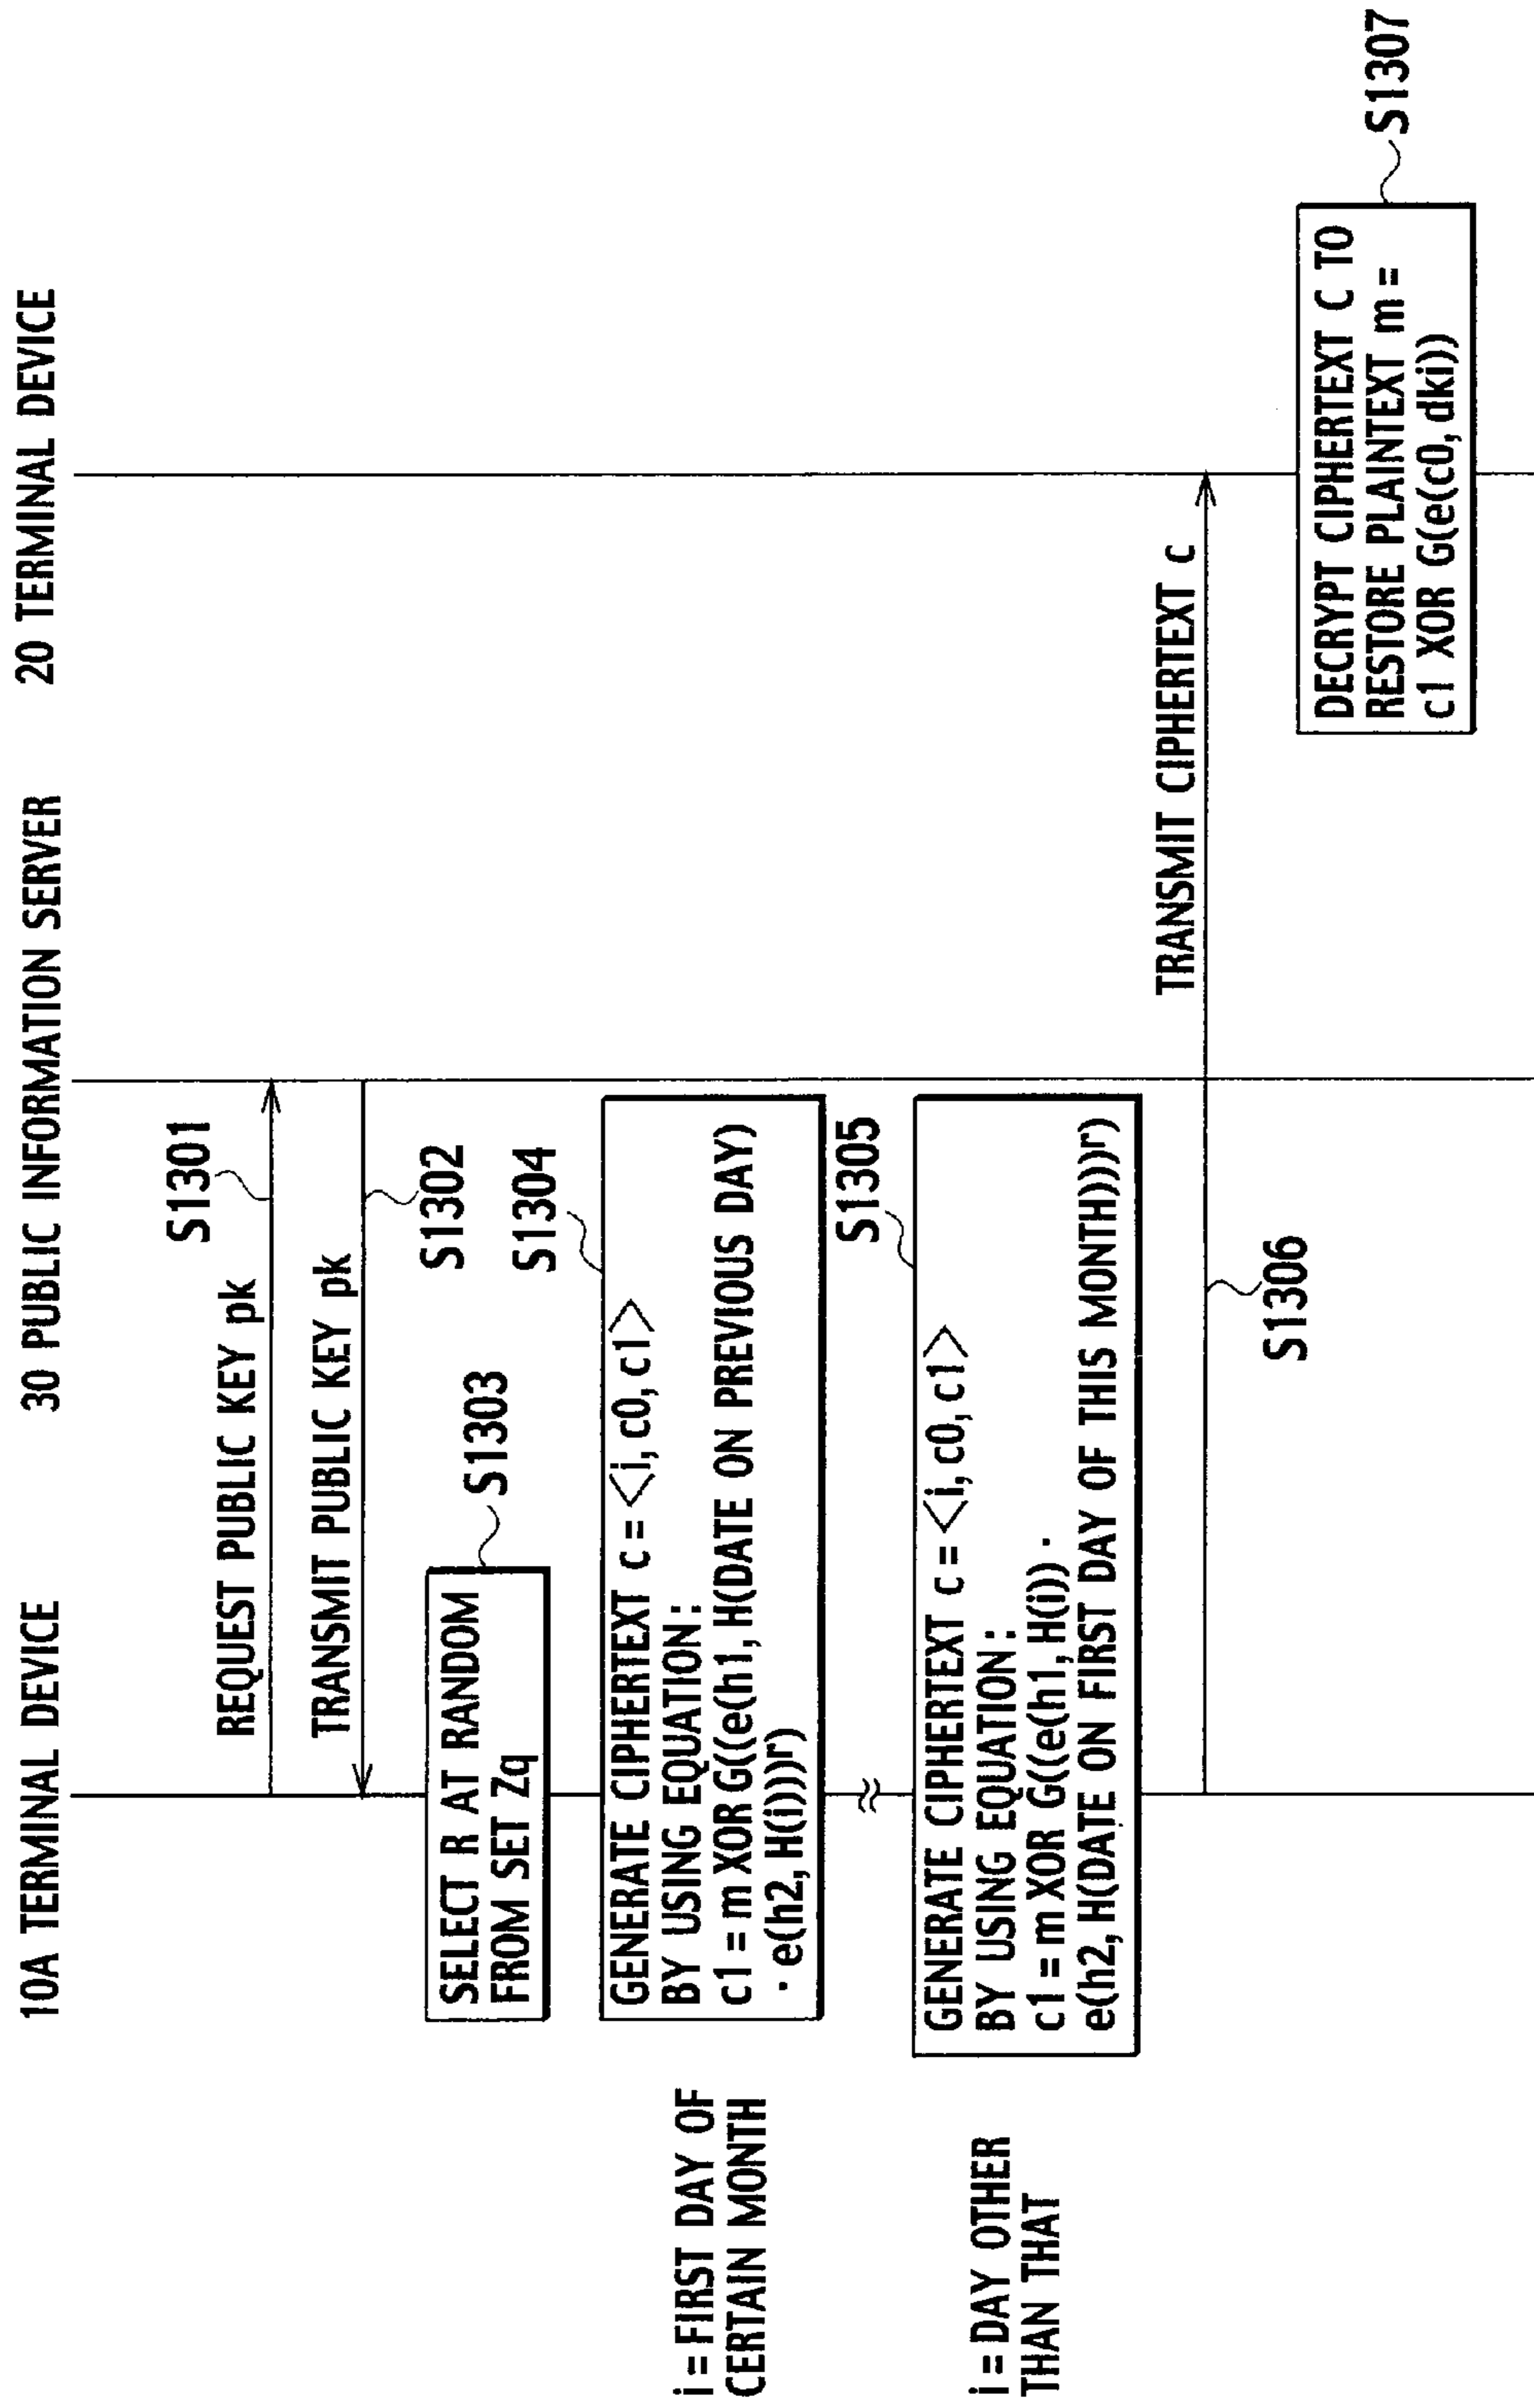 10A TERMINAL DEVICE
30 PUBLIC INFORMATION SERVER
20 TERMINAL DEVICE
S1301
REQUEST PUBLIC KEY pk
TRANSMIT PUBLIC KEY pk
S1302
SELECT R AT RANDOM
FROM SET Zq
S1303
S1304
i = FIRST DAY OF
CERTAIN MONTH
GENERATE CIPHERTEXT c = <i, c0, c1>
BY USING EQUATION:
c1 = m XOR G((e(h1, H(DATE ON PREVIOUS DAY)
· e(h2, H(i)))r)
S1305
i = DAY OTHER
THAN THAT
GENERATE CIPHERTEXT c = <i, c0, c1>
BY USING EQUATION:
c1 = m XOR G((e(h1, H(i)) ·
e(h2, H(DATE ON FIRST DAY OF THIS MONTH)))r)
TRANSMIT CIPHERTEXT c
S1306
DECRYPT CIPHERTEXT C TO
RESTORE PLAINTEXT m =
c1 XOR G(e(c0, dki))
S1307